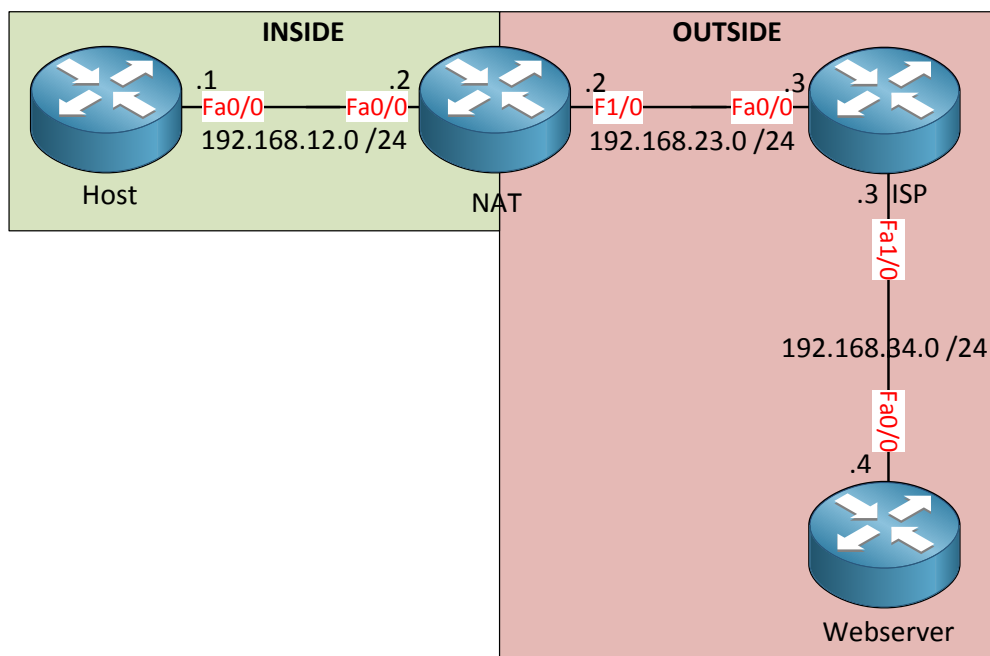 INSIDE
OUTSIDE
.1
.2
.2
.3
Fa0/0
Fa0/0
F1/0
Fa0/0
192.168.12.0 /24
192.168.23.0 /24
Host
NAT
.3
ISP
Fa1/0
192.168.34.0 /24
Fa0/0
.4
Webserver